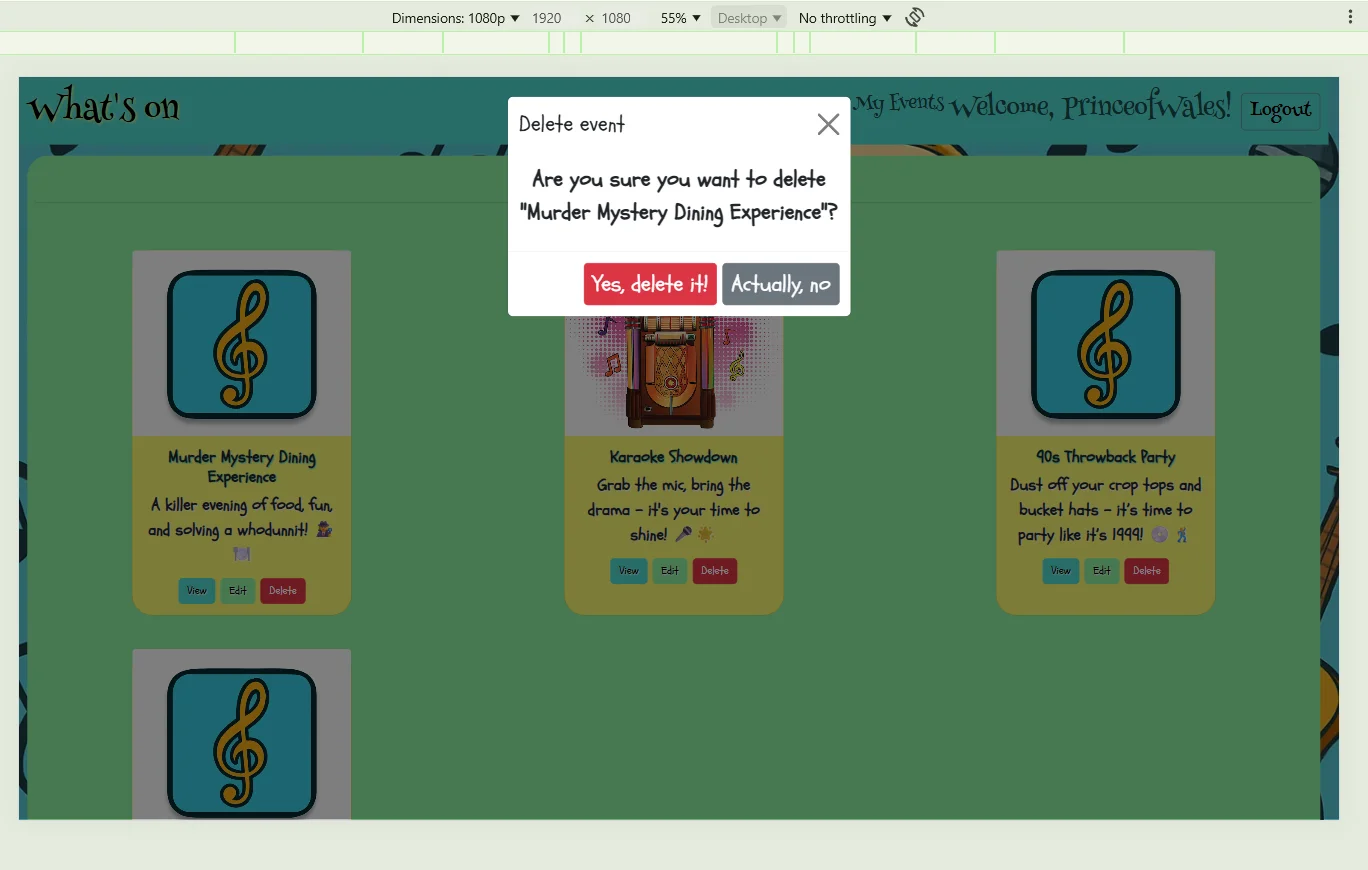 Dimensions: 1080p ▼ 1920 × 1080 55% ▼ Desktop ▼ No throttling ▼
What's on
My Events Welcome, PrinceofWales! Logout
Delete event
Are you sure you want to delete
"Murder Mystery Dining Experience"?
Yes, delete it! Actually, no
Murder Mystery Dining
Experience
A killer evening of food, fun,
and solving a whodunnit! 🕵️
🍽️
View Edit Delete
Karaoke Showdown
Grab the mic, bring the
drama – it's your time to
shine! 🎤 🌟
View Edit Delete
90s Throwback Party
Dust off your crop tops and
bucket hats – it's time to
party like it's 1999! 💿 🕺
View Edit Delete